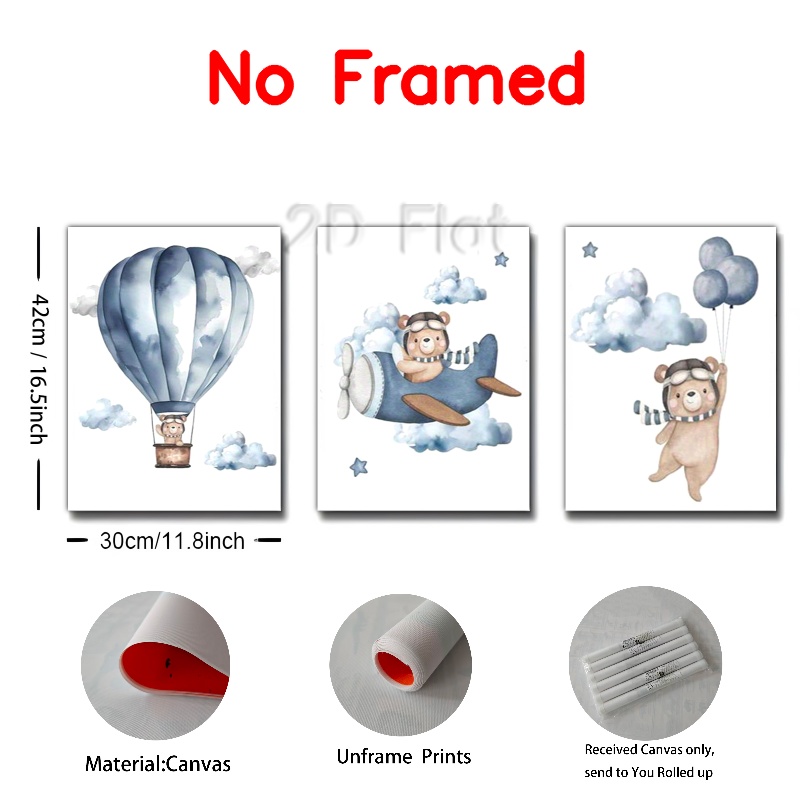 No Framed
2D Flat
42cm / 16.5inch
30cm/11.8inch
Material:Canvas
Unframe Prints
Received Canvas only,
send to You Rolled up